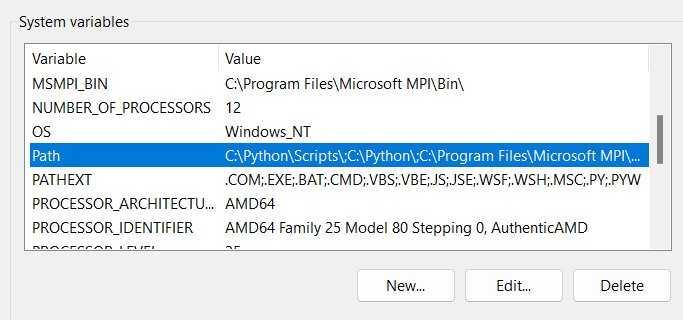 System variables
Variable Value
MSMPI_BIN C:\Program Files\Microsoft MPI\Bin\
NUMBER_OF_PROCESSORS 12
OS Windows_NT
Path C:\Python\Scripts\;C:\Python\;C:\Program Files\Microsoft MPI\...
PATHEXT .COM;.EXE;.BAT;.CMD;.VBS;.VBE;.JS;.JSE;.WSF;.WSH;.MSC;.PY;.PYW
PROCESSOR_ARCHITECTU... AMD64
PROCESSOR_IDENTIFIER AMD64 Family 25 Model 80 Stepping 0, AuthenticAMD
PROCESSOR_LEVEL 25
New... Edit... Delete